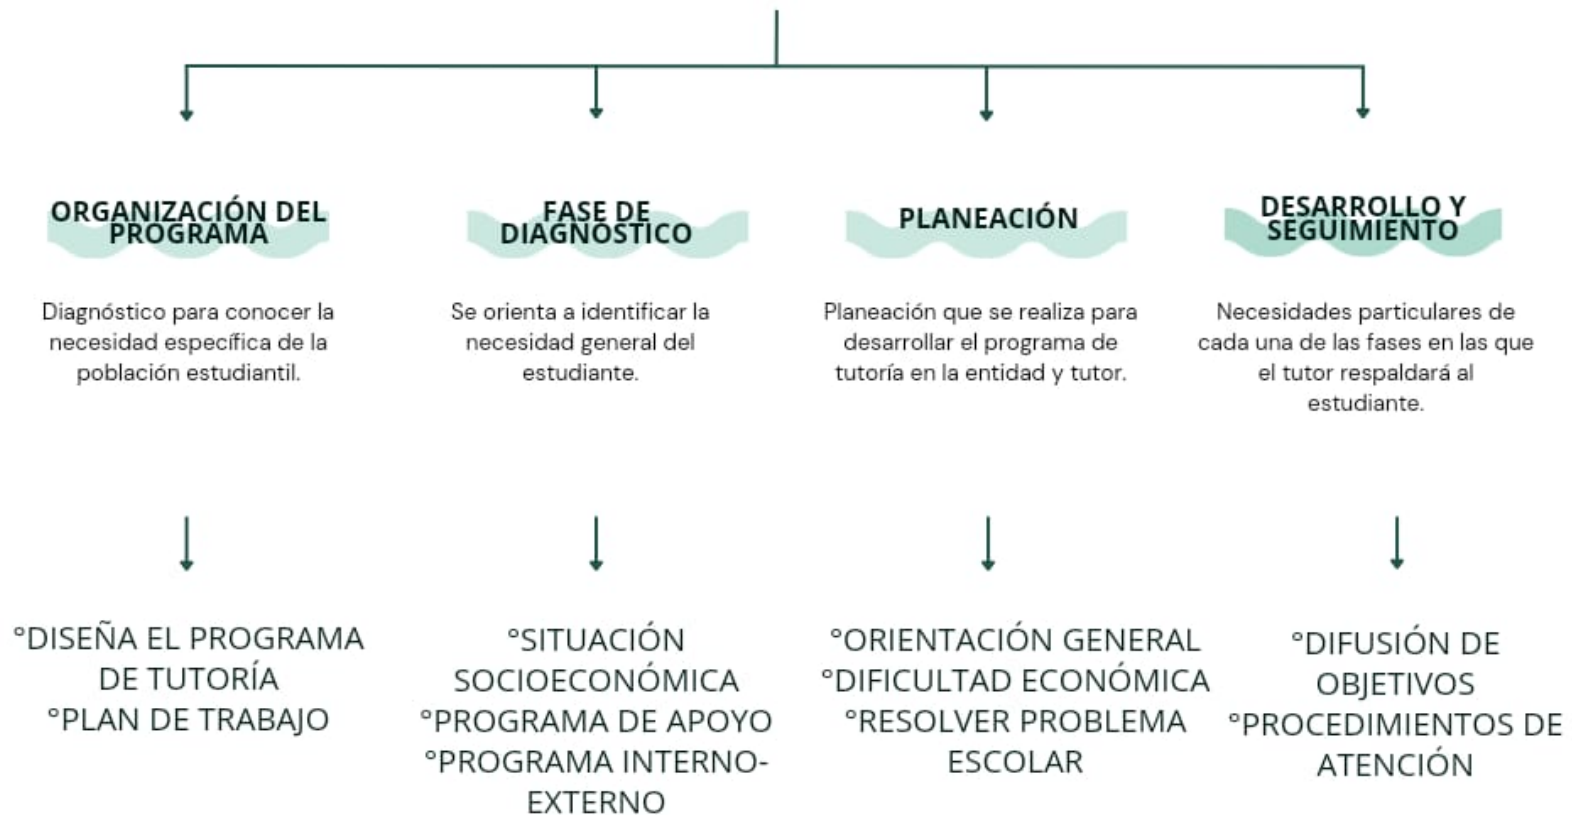 ORGANIZACIÓN DEL
PROGRAMA
Diagnóstico para conocer la
necesidad específica de la
población estudiantil.
°DISEÑA EL PROGRAMA
DE TUTORÍA
°PLAN DE TRABAJO
FASE DE
DIAGNOSTICO
Se orienta a identificar la
necesidad general del
estudiante.
°SITUACIÓN
SOCIOECONÓMICA
°PROGRAMA DE APOYO
°PROGRAMA INTERNO-
EXTERNO
PLANEACIÓN
Planeación que se realiza para
desarrollar el programa de
tutoría en la entidad y tutor.
°ORIENTACIÓN GENERAL
°DIFICULTAD ECONÓMICA
°RESOLVER PROBLEMA
ESCOLAR
DESARROLLO Y
SEGUIMIENTO
Necesidades particulares de
cada una de las fases en las que
el tutor respaldará al
estudiante.
°DIFUSIÓN DE
OBJETIVOS
°PROCEDIMIENTOS DE
ATENCIÓN